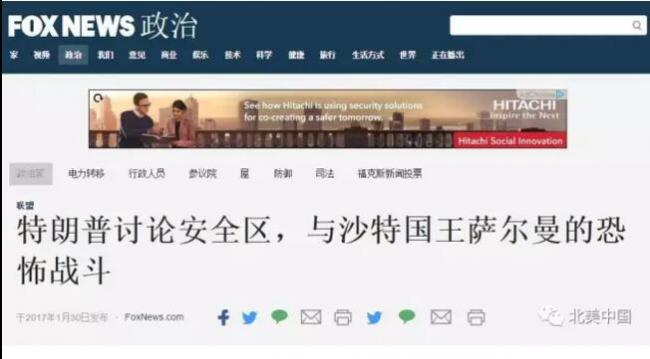 FOX NEWS 政治
家 视频 政治 我们 意见 商业 娱乐 技术 科学 健康 旅行 生活方式 世界 正在播出
See how Hitachi is using security solutions
for co-creating a safer tomorrow.
HITACHI
Inspire the Next
Hitachi Social Innovation
政治家 电力转移 行政人员 参议院 屋 防御 司法 福克斯新闻投票
联盟
特朗普讨论安全区，与沙特国王萨尔曼的恐
怖战斗
于2017年1月30日发布 · FoxNews.com
北美中国